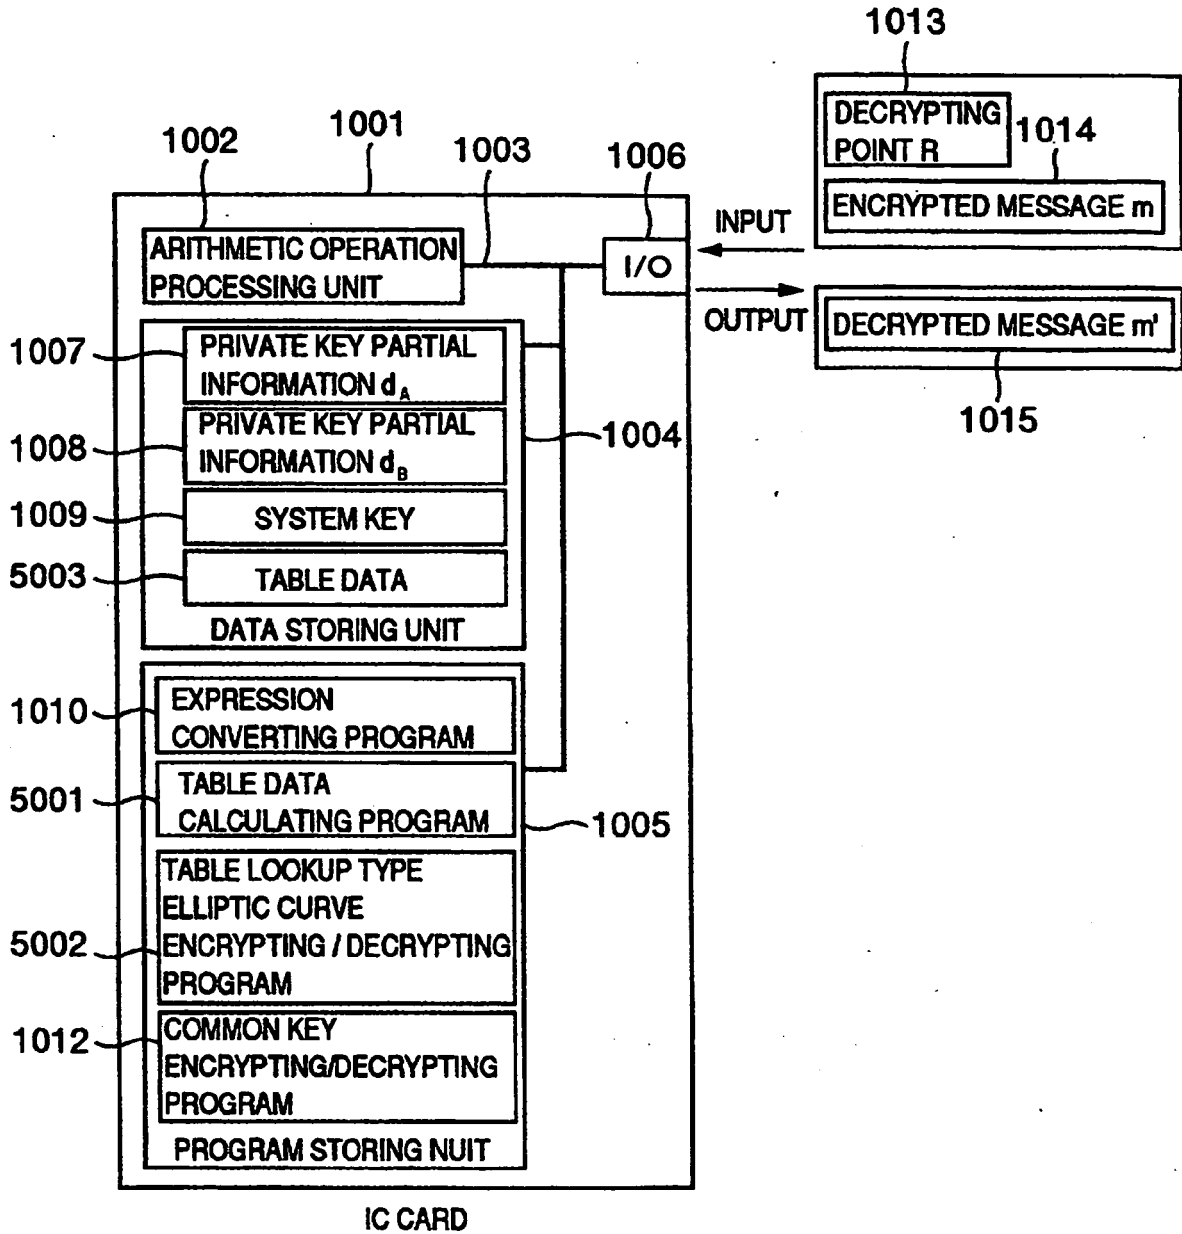 1013
DECRYPTING
POINT R
1014
ENCRYPTED MESSAGE m
1001
1002
1003
1006
ARITHMETIC OPERATION
PROCESSING UNIT
I/O
INPUT
OUTPUT
DECRYPTED MESSAGE m'
1015
1007
PRIVATE KEY PARTIAL
INFORMATION dA
1008
PRIVATE KEY PARTIAL
INFORMATION dB
1004
1009
SYSTEM KEY
5003
TABLE DATA
DATA STORING UNIT
1010
EXPRESSION
CONVERTING PROGRAM
5001
TABLE DATA
CALCULATING PROGRAM
1005
5002
TABLE LOOKUP TYPE
ELLIPTIC CURVE
ENCRYPTING / DECRYPTING
PROGRAM
1012
COMMON KEY
ENCRYPTING/DECRYPTING
PROGRAM
PROGRAM STORING NUIT
IC CARD